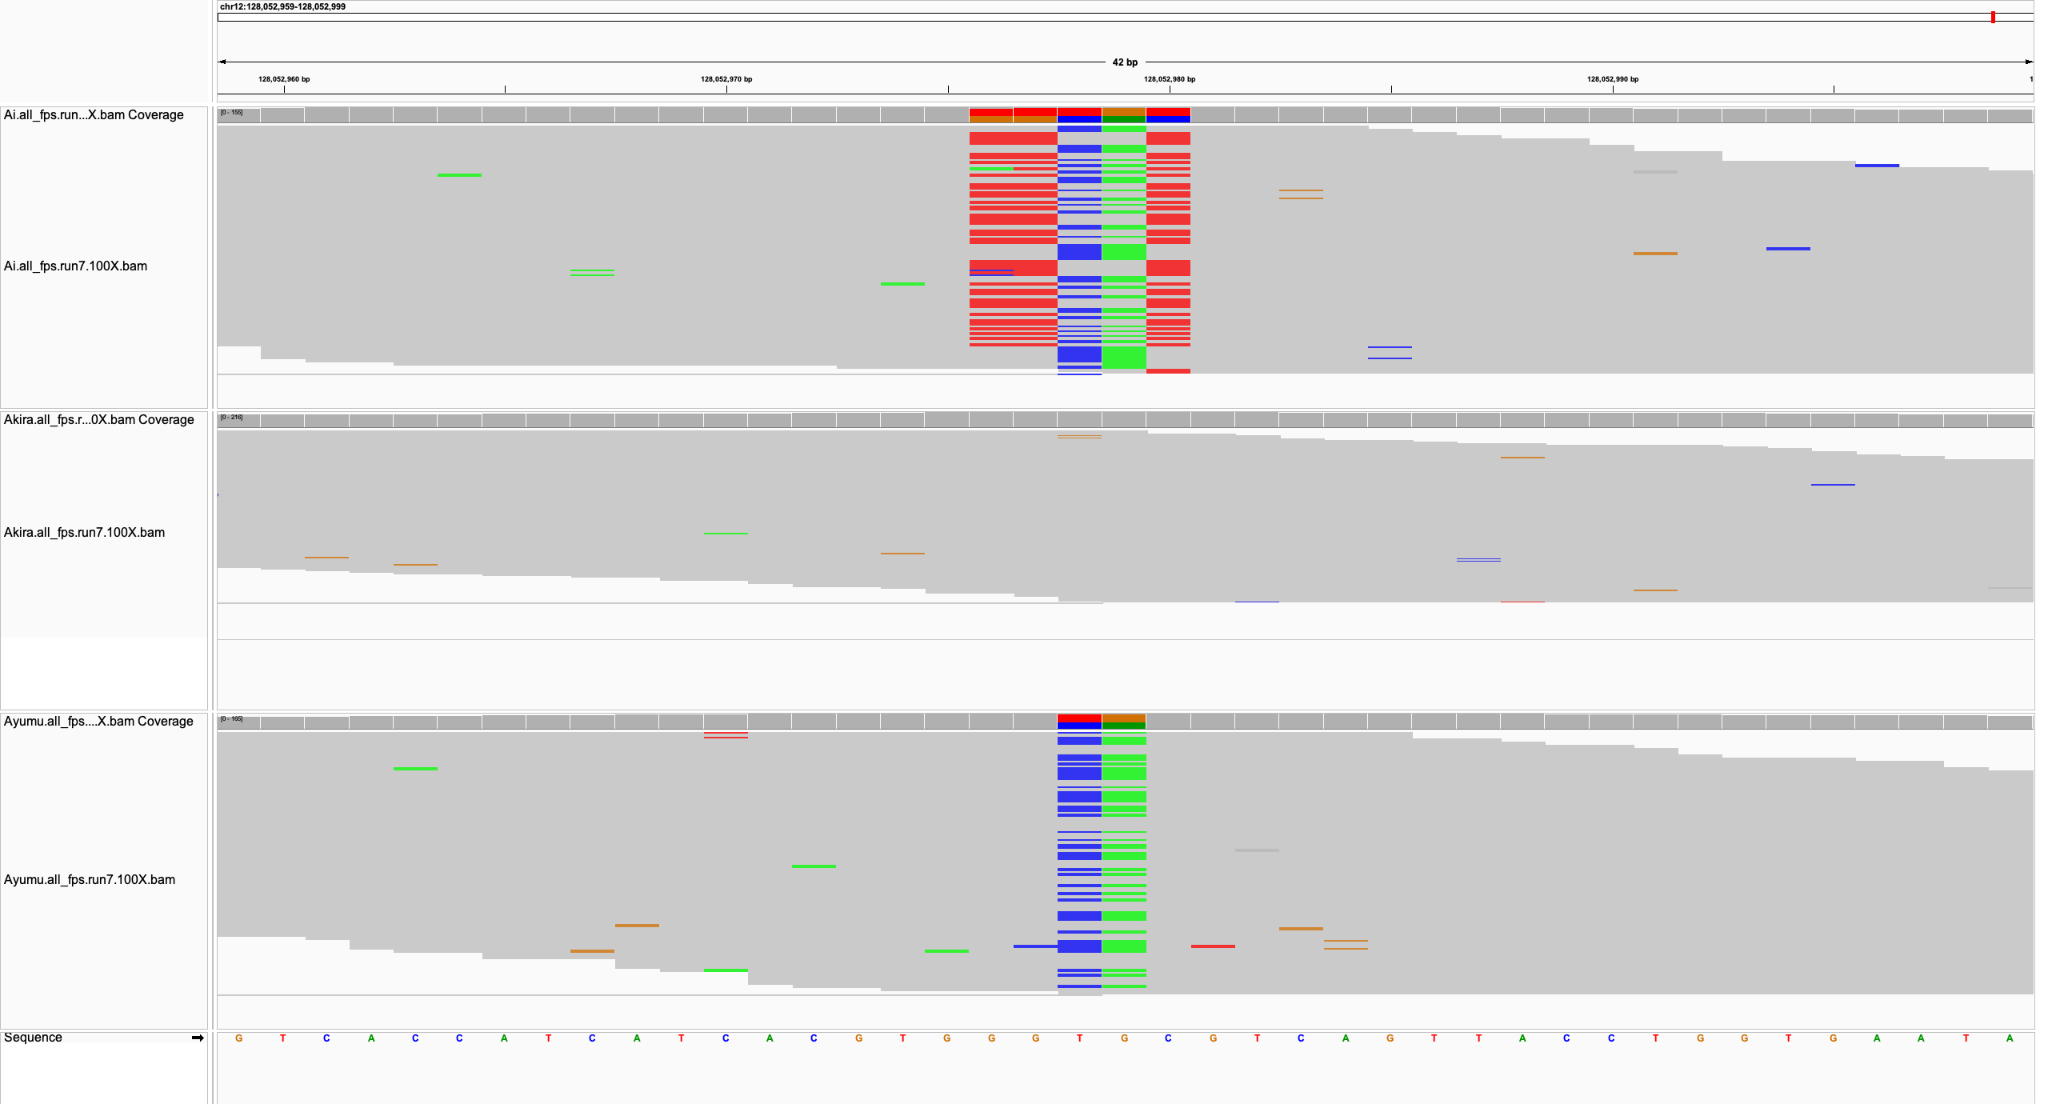 chr12:128,052,959-128,052,999
42 bp
128,052,960 bp 128,052,970 bp 128,052,980 bp 128,052,990 bp 1
Ai.all_fps.run...X.bam Coverage
[0 - 155]
Ai.all_fps.run7.100X.bam
Akira.all_fps.r...0X.bam Coverage
[0 - 216]
Akira.all_fps.run7.100X.bam
Ayumu.all_fps....X.bam Coverage
[0 - 165]
Ayumu.all_fps.run7.100X.bam
Sequence G T C A C C A T C A T C A C G T G G G T G C G T C A G T T A C C T G G T G A A T A